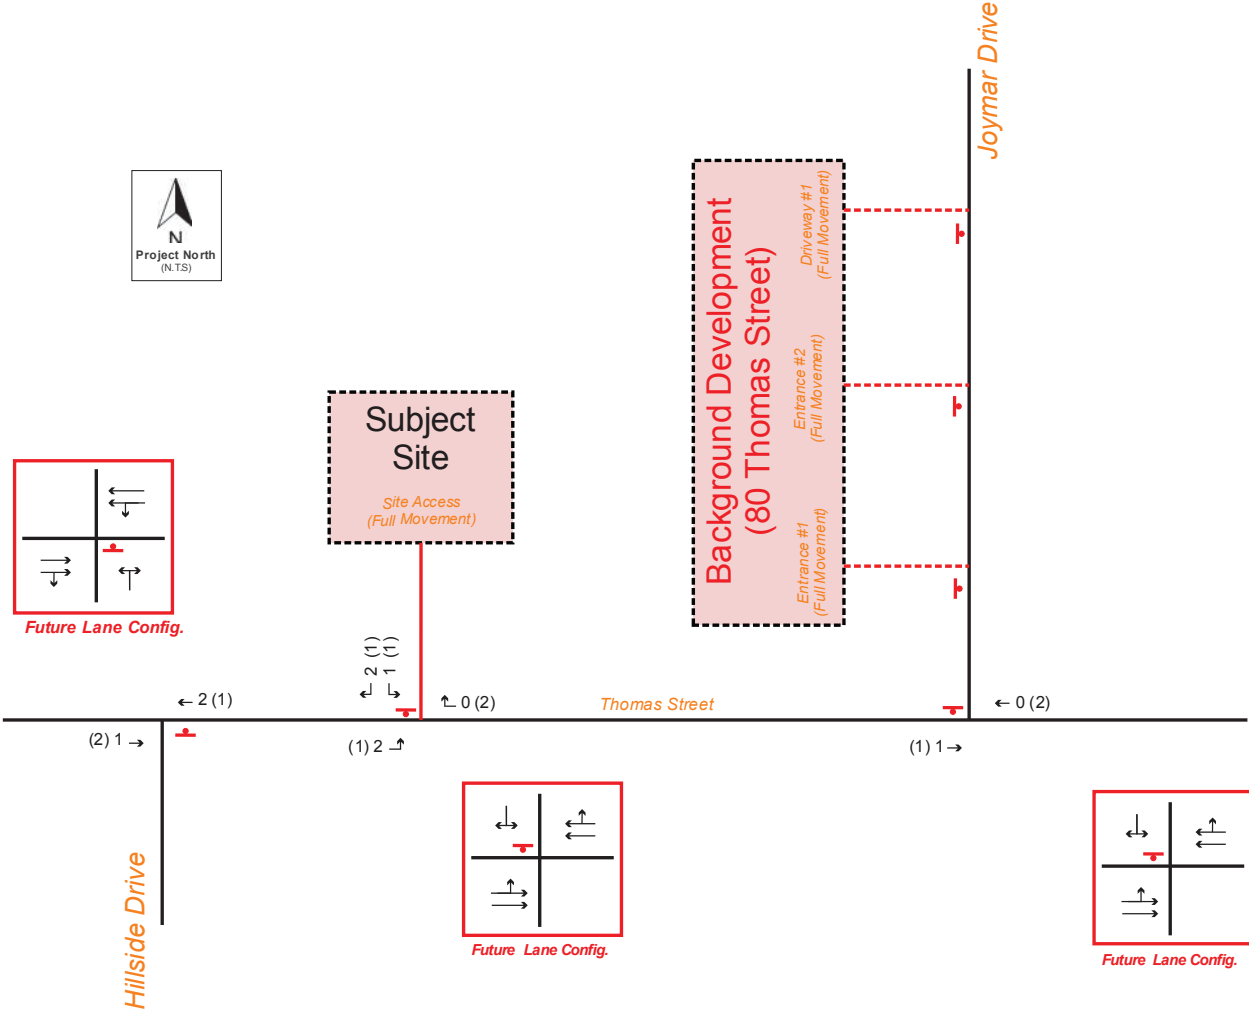 Joymar Drive
N
Project North
(N.T.S)
Background Development
(80 Thomas Street)
Driveway #1
(Full Movement)
Entrance #2
(Full Movement)
Entrance #1
(Full Movement)
Subject
Site
Site Access
(Full Movement)
Future Lane Config.
2 (1)
1 (1)
2 (1)
0 (2)
Thomas Street
0 (2)
(2) 1
(1) 2
(1) 1
Hillside Drive
Future Lane Config.
Future Lane Config.